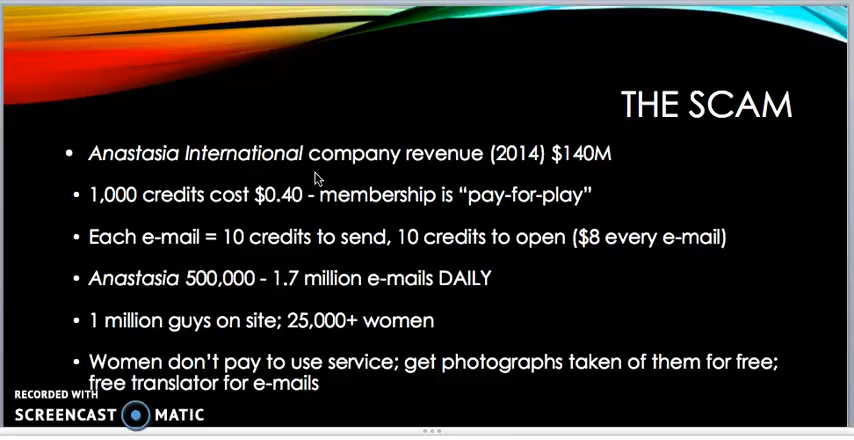 THE SCAM
• Anastasia International company revenue (2014) $140M
• 1,000 credits cost $0.40 - membership is “pay-for-play”
• Each e-mail = 10 credits to send, 10 credits to open ($8 every e-mail)
• Anastasia 500,000 - 1.7 million e-mails DAILY
• 1 million guys on site; 25,000+ women
• Women don’t pay to use service; get photographs taken of them for free;
free translator for e-mails
RECORDED WITH
SCREENCAST MATIC